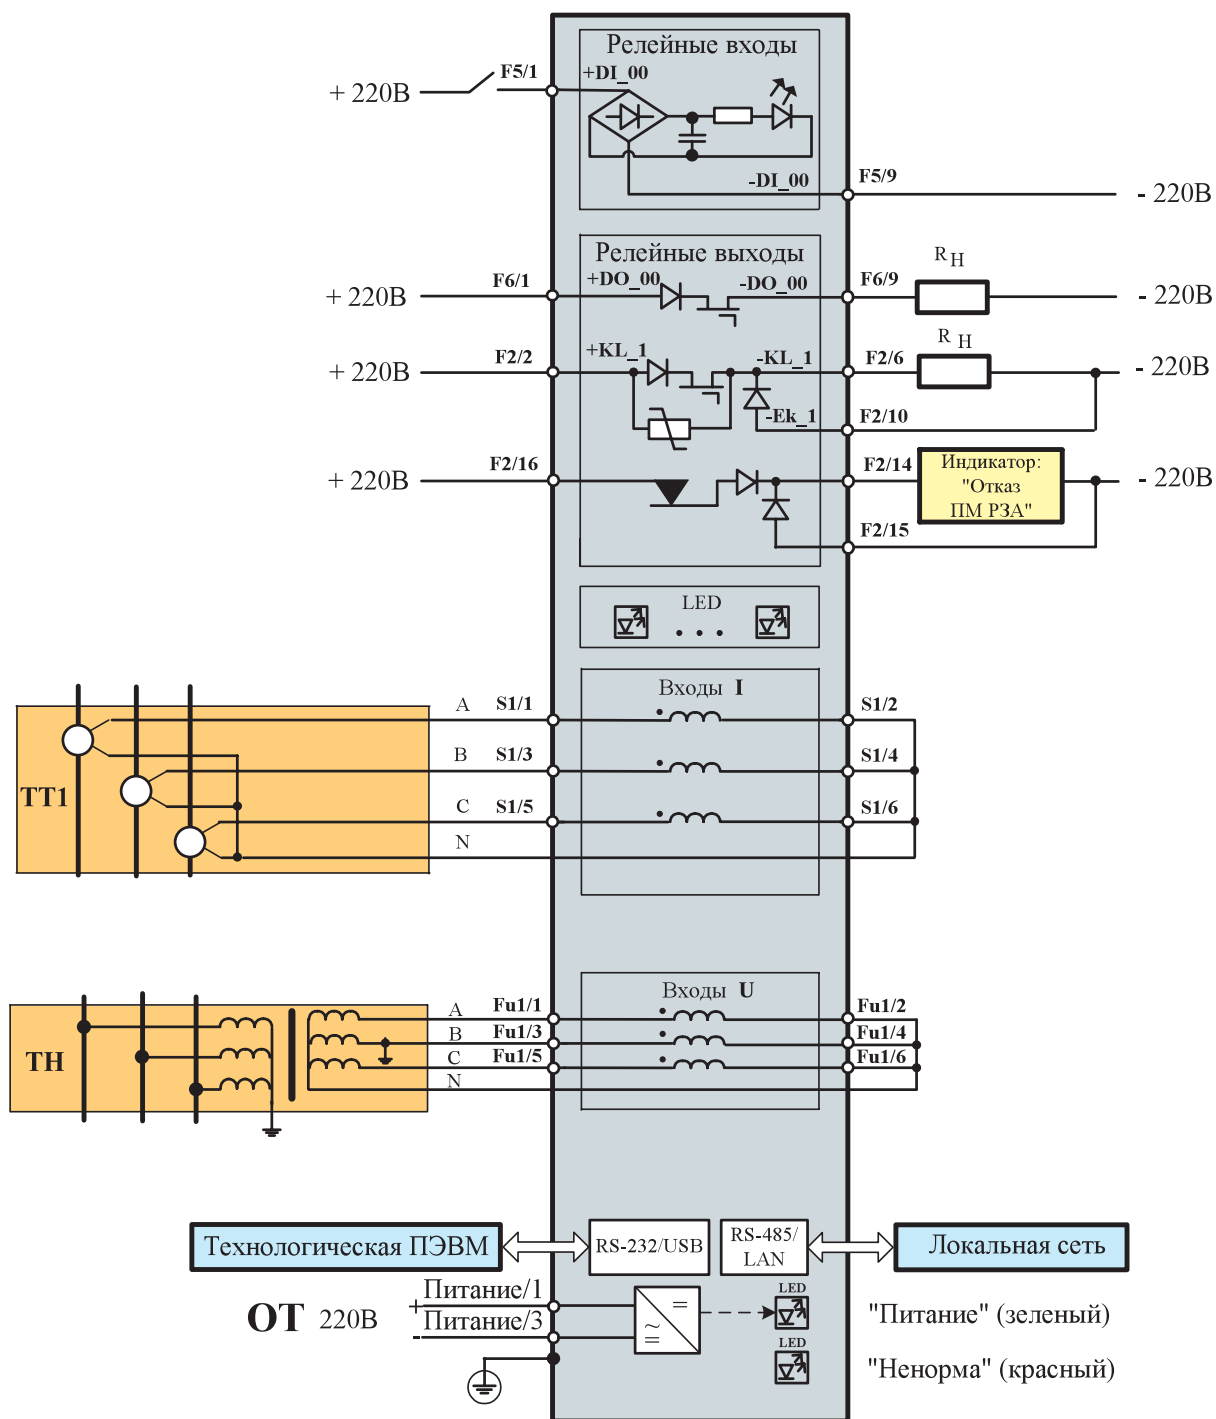 Релейные входы
+ 220В
F5/1
+DI_00
-DI_00
F5/9
- 220В
Релейные выходы
+ 220В
F6/1
+DO_00
-DO_00
F6/9
R H
- 220В
+ 220В
F2/2
+KL_1
-KL_1
F2/6
R H
- 220В
-Ek_1
F2/10
+ 220В
F2/16
F2/14
Индикатор:
"Отказ
ПМ РЗА"
- 220В
F2/15
LED
. . .
Входы I
ТТ1
A
S1/1
S1/2
B
S1/3
S1/4
C
S1/5
S1/6
N
Входы U
ТН
A
Fu1/1
Fu1/2
B
Fu1/3
Fu1/4
C
Fu1/5
Fu1/6
N
Технологическая ПЭВМ
RS-232/USB
RS-485/
LAN
Локальная сеть
ОТ 220В
+
Питание/1
-
Питание/3
=
~
=
LED
"Питание" (зеленый)
LED
"Ненорма" (красный)